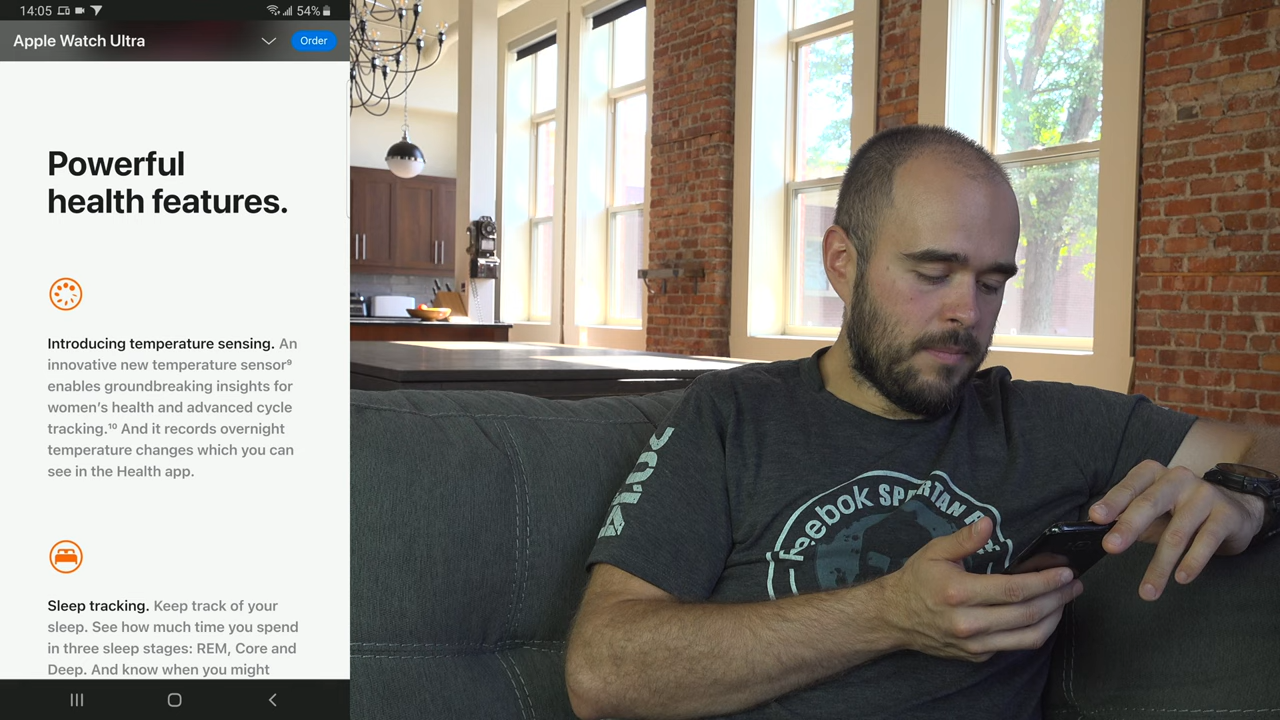 14:05
54%
Apple Watch Ultra
Order
Powerful
health features.
Introducing temperature sensing. An
innovative new temperature sensor⁹
enables groundbreaking insights for
women's health and advanced cycle
tracking.¹⁰ And it records overnight
temperature changes which you can
see in the Health app.
Sleep tracking. Keep track of your
sleep. See how much time you spend
in three sleep stages: REM, Core and
Deep. And know when you might
Reebok SPARTAN